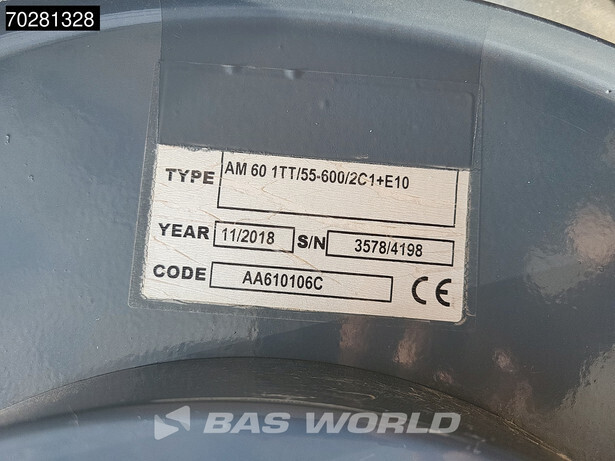 70281328
TYPE AM 60 1TT/55-600/2C1+E10
YEAR 11/2018 S/N 3578/4198
CODE AA610106C CE
BAS WORLD